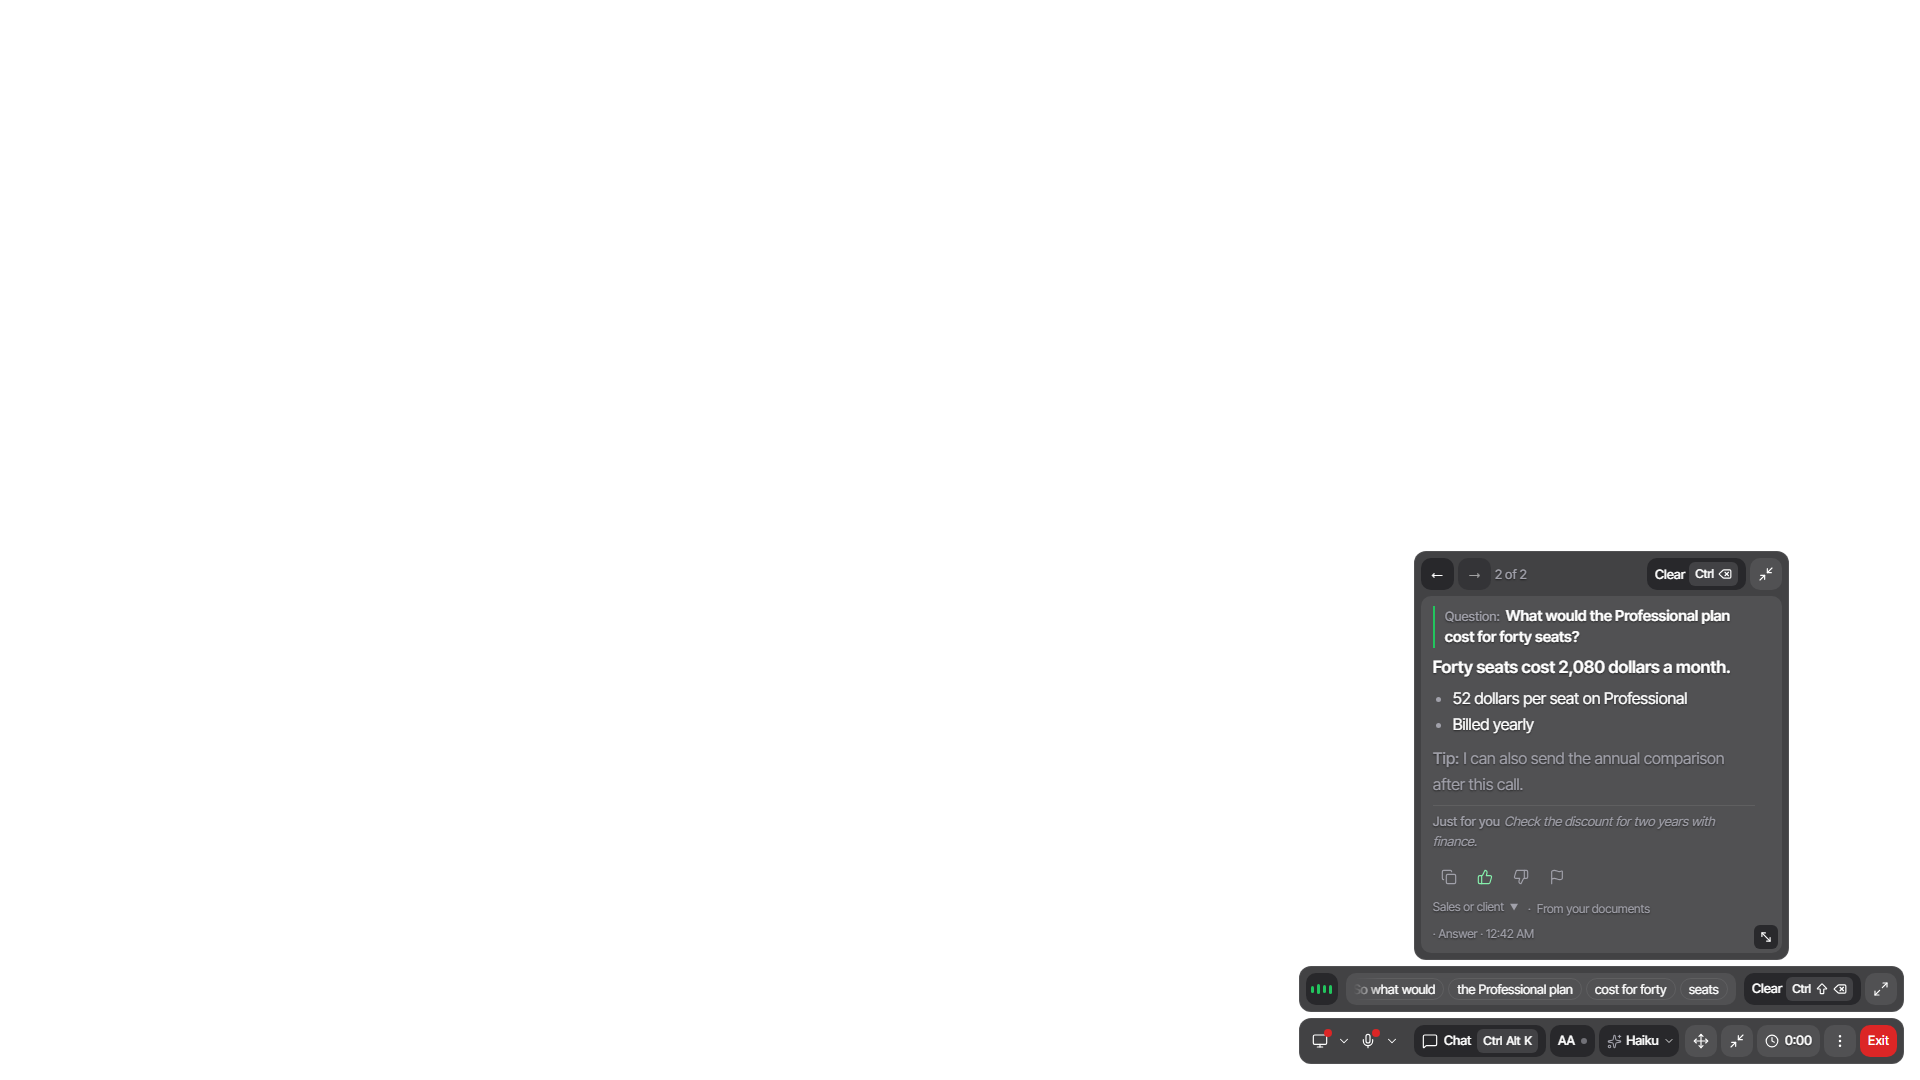 ← → 2 of 2 Clear Ctrl
Question: What would the Professional plan
cost for forty seats?
Forty seats cost 2,080 dollars a month.
• 52 dollars per seat on Professional
• Billed yearly
Tip: I can also send the annual comparison
after this call.
Just for you Check the discount for two years with
finance.
Sales or client ▼ · From your documents
· Answer · 12:42 AM
So what would the Professional plan cost for forty seats Clear Ctrl
Chat Ctrl Alt K AA Haiku 0:00 Exit